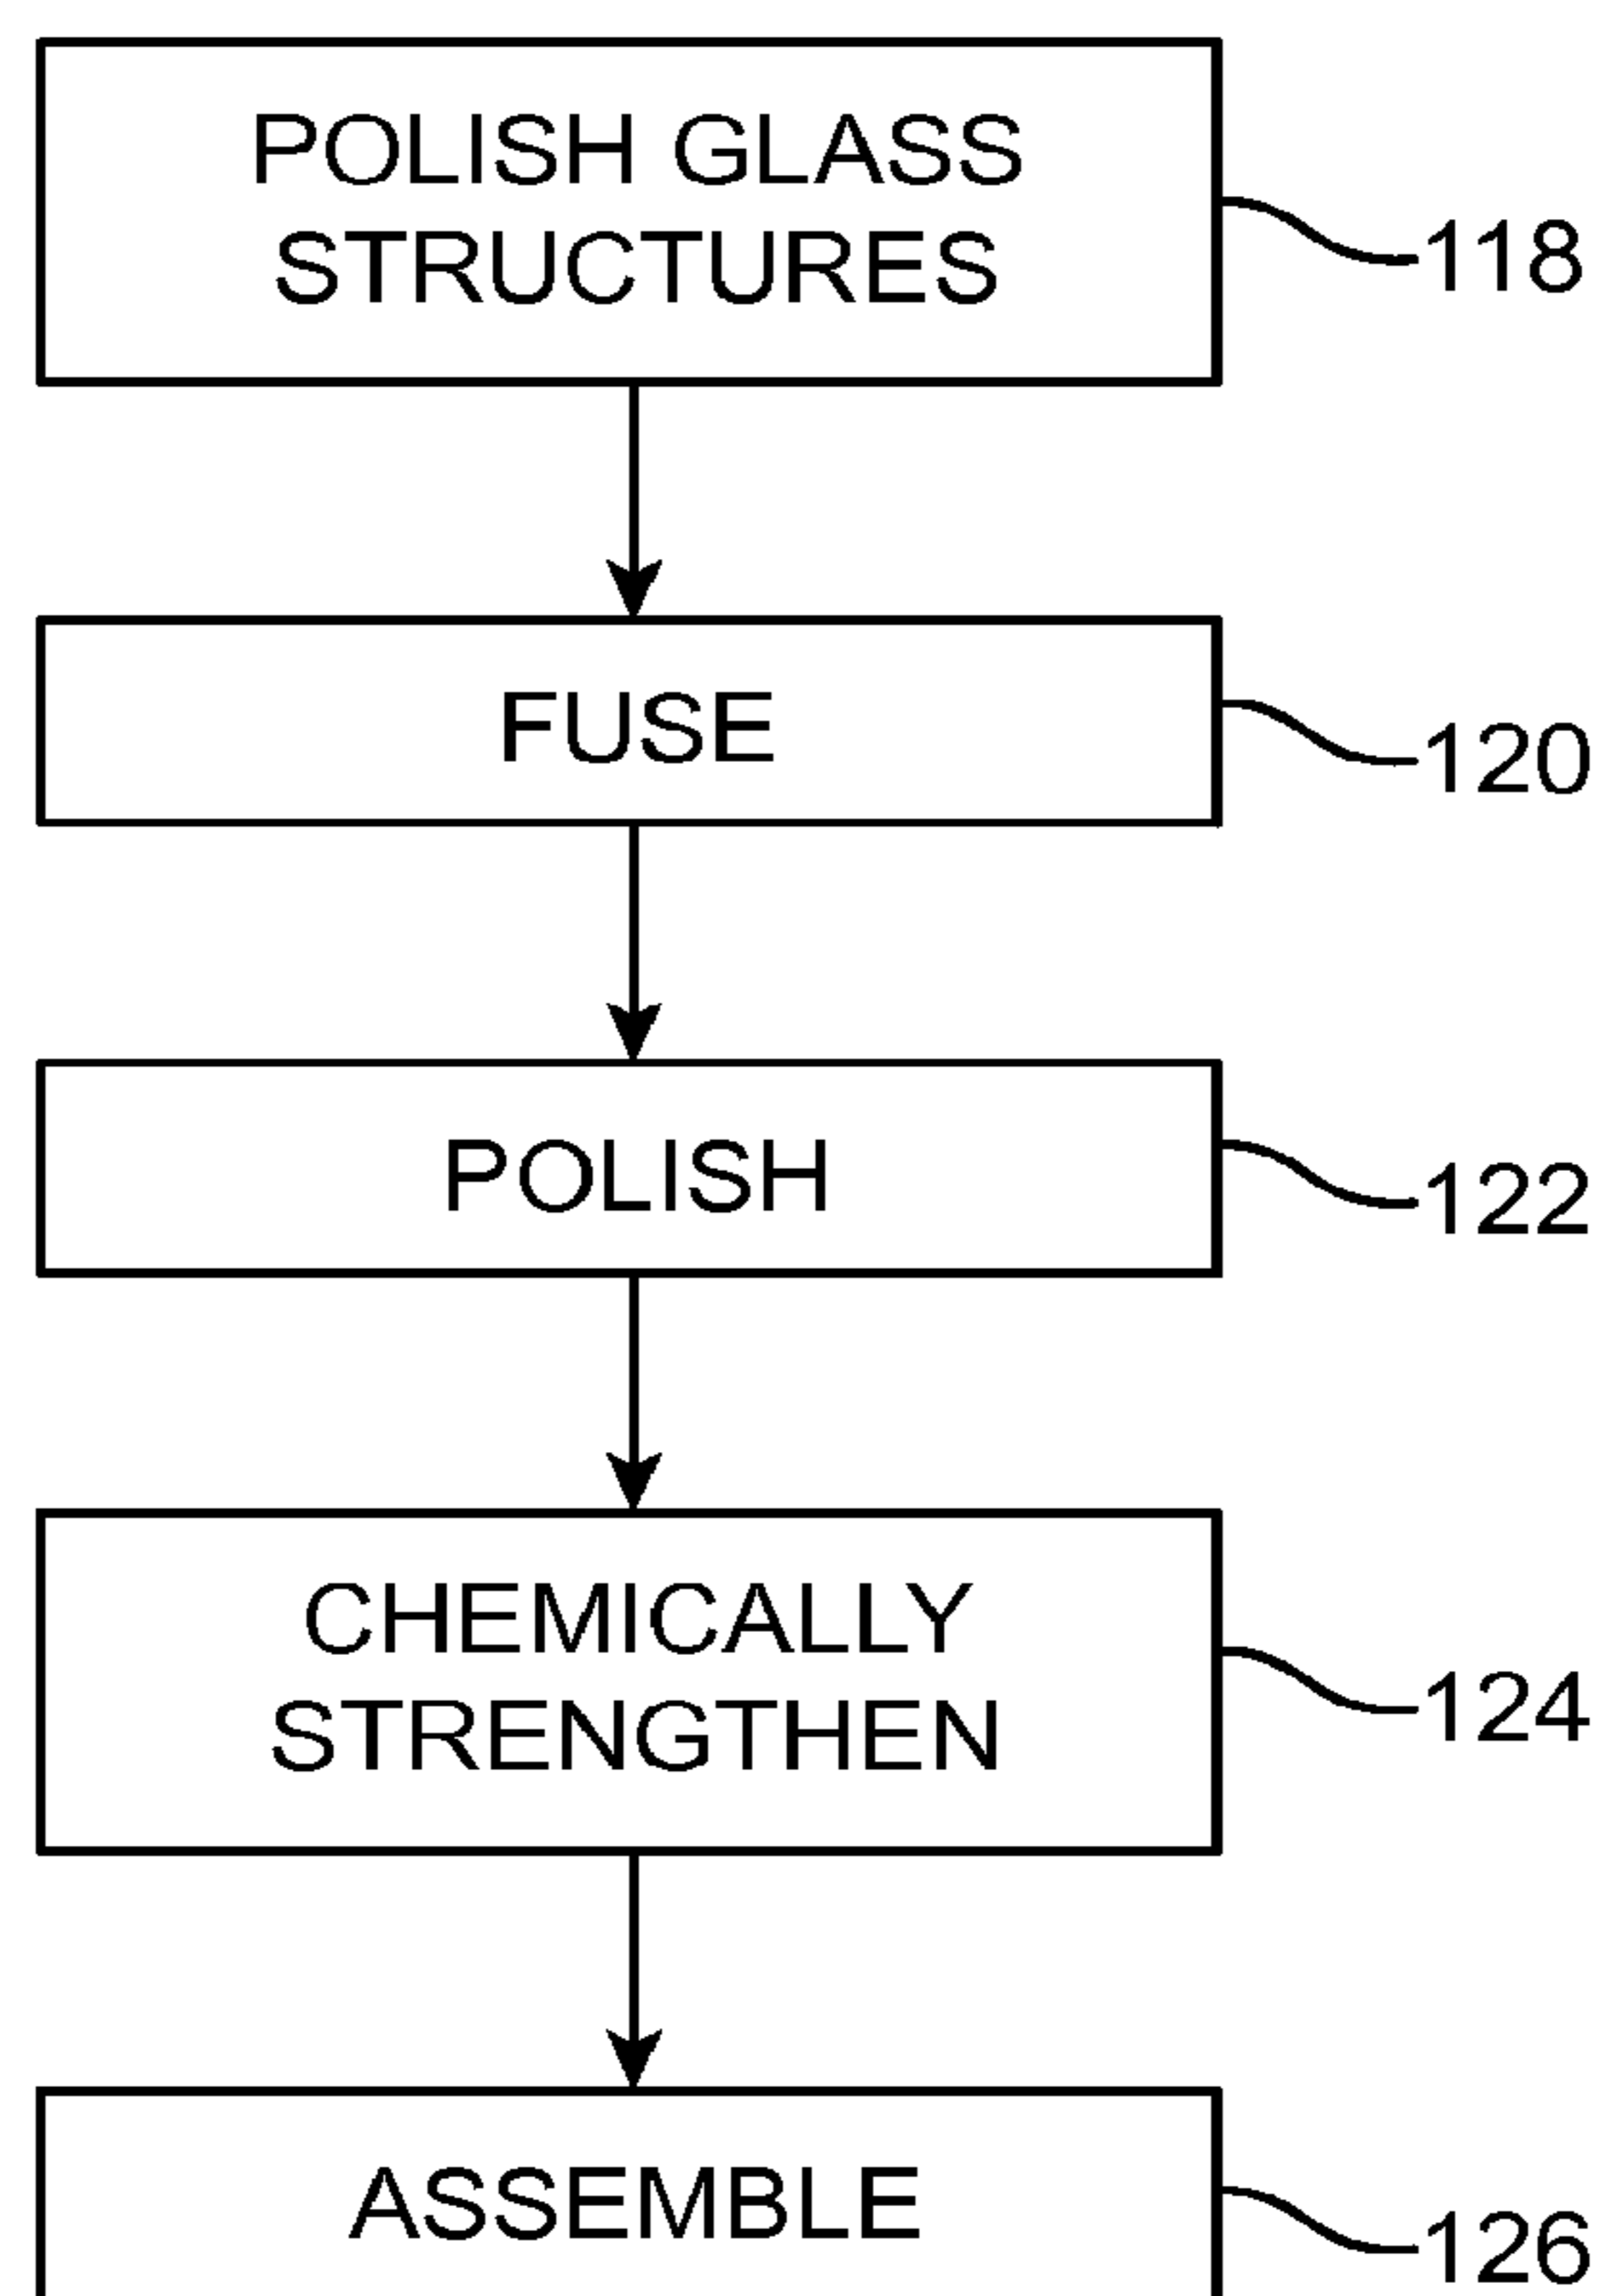 POLISH GLASS
STRUCTURES
118
FUSE
120
POLISH
122
CHEMICALLY
STRENGTHEN
124
ASSEMBLE
126